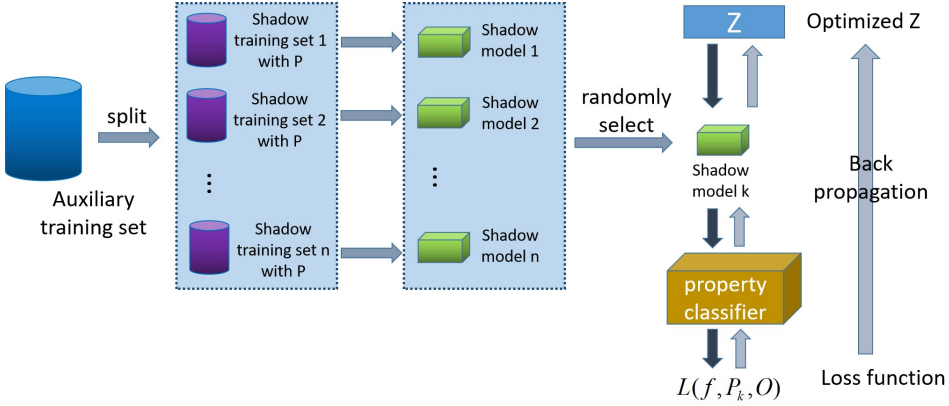 split
Auxiliary
training set
Shadow
training set 1
with P
Shadow
training set 2
with P
Shadow
training set n
with P
Shadow
model 1
Shadow
model 2
Shadow
model n
randomly
select
Z
Optimized Z
Shadow
model k
Back
propagation
property
classifier
L(f,Pₖ,O)
Loss function